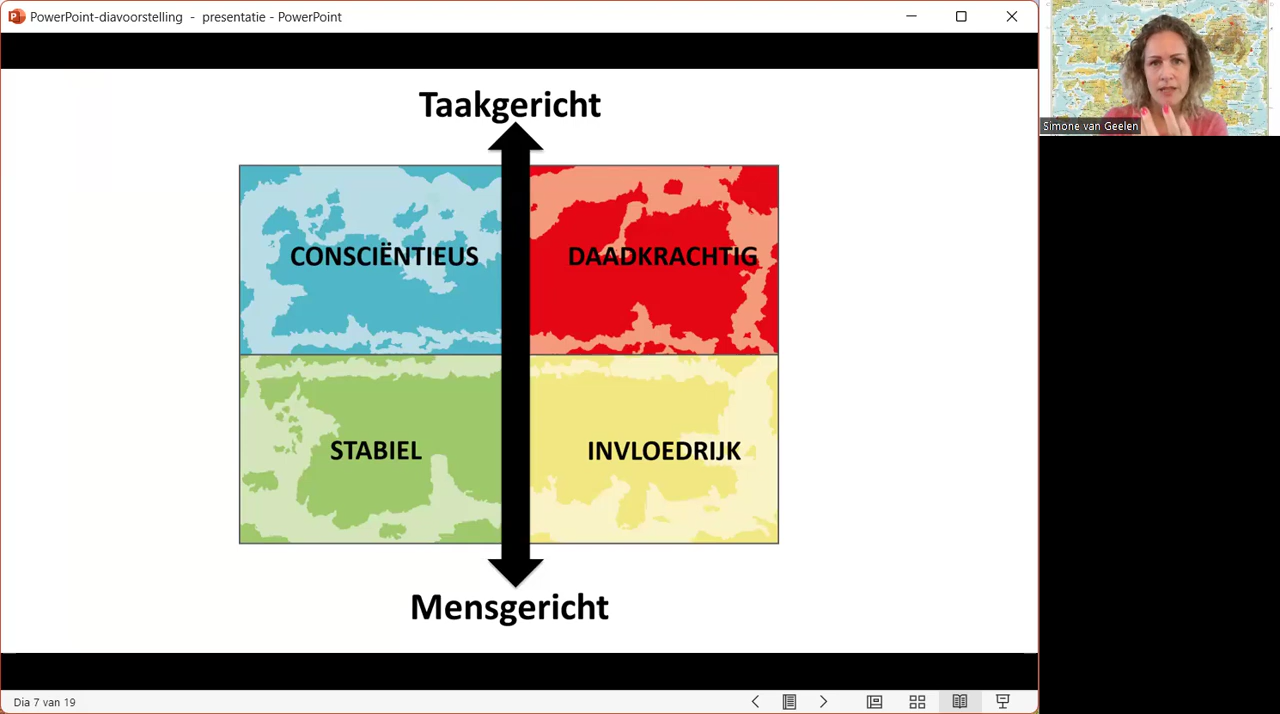 PowerPoint-diavoorstelling - presentatie - PowerPoint
Simone van Geelen
Taakgericht
CONSCIËNTIEUS
DAADKRACHTIG
STABIEL
INVLOEDRIJK
Mensgericht
Dia 7 van 19